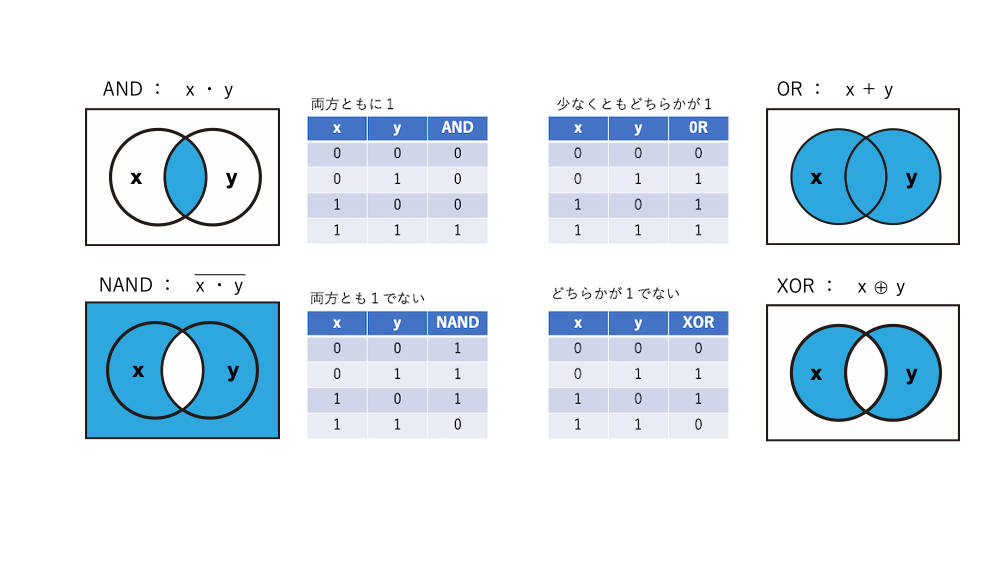 AND : x ・ y
x y
両方ともに１
x y AND
0 0 0
0 1 0
1 0 0
1 1 1
少なくともどちらかが１
x y 0R
0 0 0
0 1 1
1 0 1
1 1 1
OR : x + y
x y
NAND : \overline{x ・ y}
x y
両方とも１でない
x y NAND
0 0 1
0 1 1
1 0 1
1 1 0
どちらかが１でない
x y XOR
0 0 0
0 1 1
1 0 1
1 1 0
XOR : x ⊕ y
x y